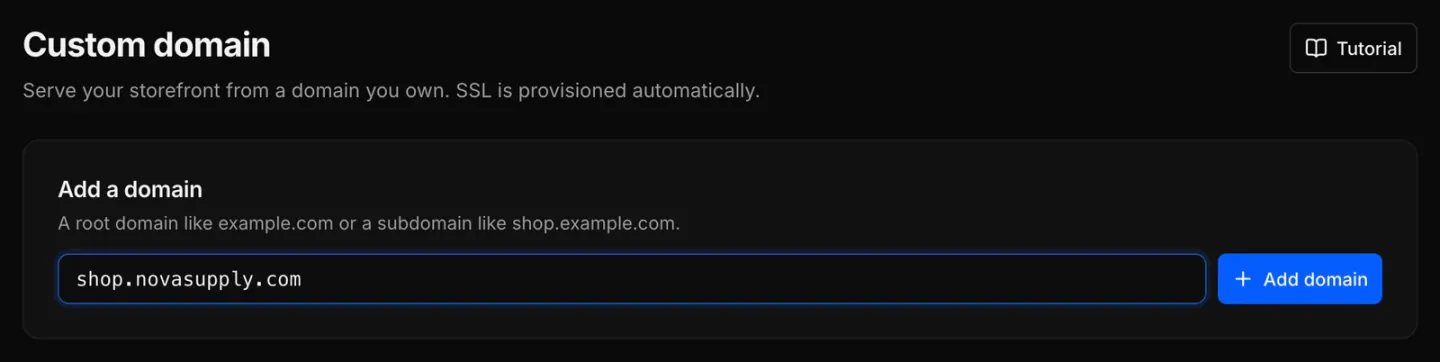 Custom domain
Tutorial
Serve your storefront from a domain you own. SSL is provisioned automatically.
Add a domain
A root domain like example.com or a subdomain like shop.example.com.
shop.novasupply.com
+ Add domain